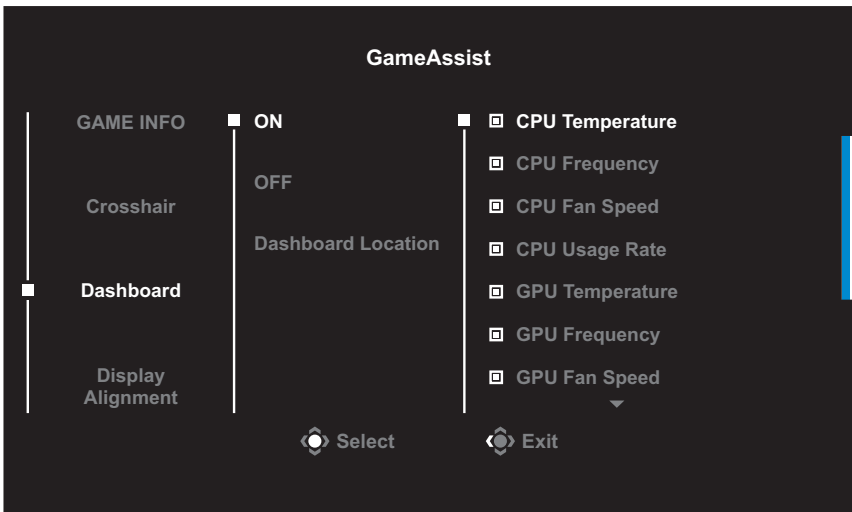 GameAssist
GAME INFO
Crosshair
Dashboard
Display
Alignment
ON
OFF
Dashboard Location
CPU Temperature
CPU Frequency
CPU Fan Speed
CPU Usage Rate
GPU Temperature
GPU Frequency
GPU Fan Speed
Select
Exit